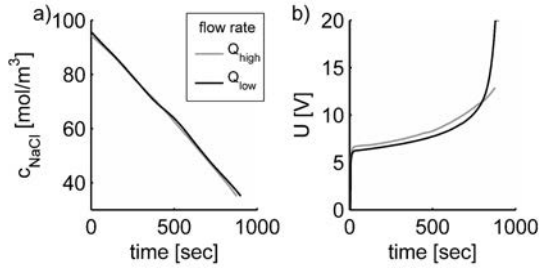 a)
flow rate
Q_high
Q_low
c_NaCl [mol/m³]
100
80
60
40
0
500
1000
time [sec]
b)
U [V]
20
15
10
5
0
0
500
1000
time [sec]